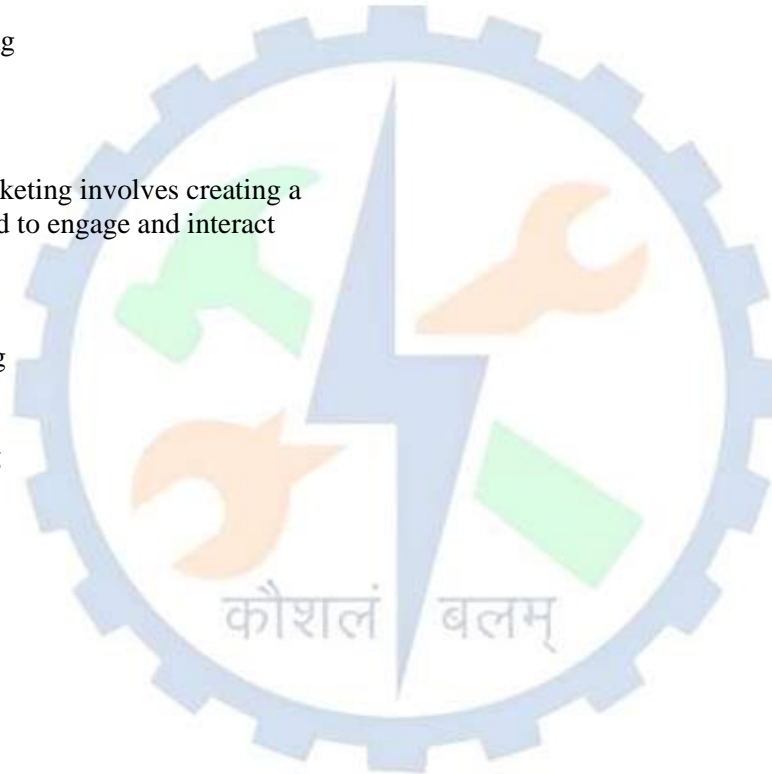 g
keting involves creating a
d to engage and interact
g
कौशलं बलम्